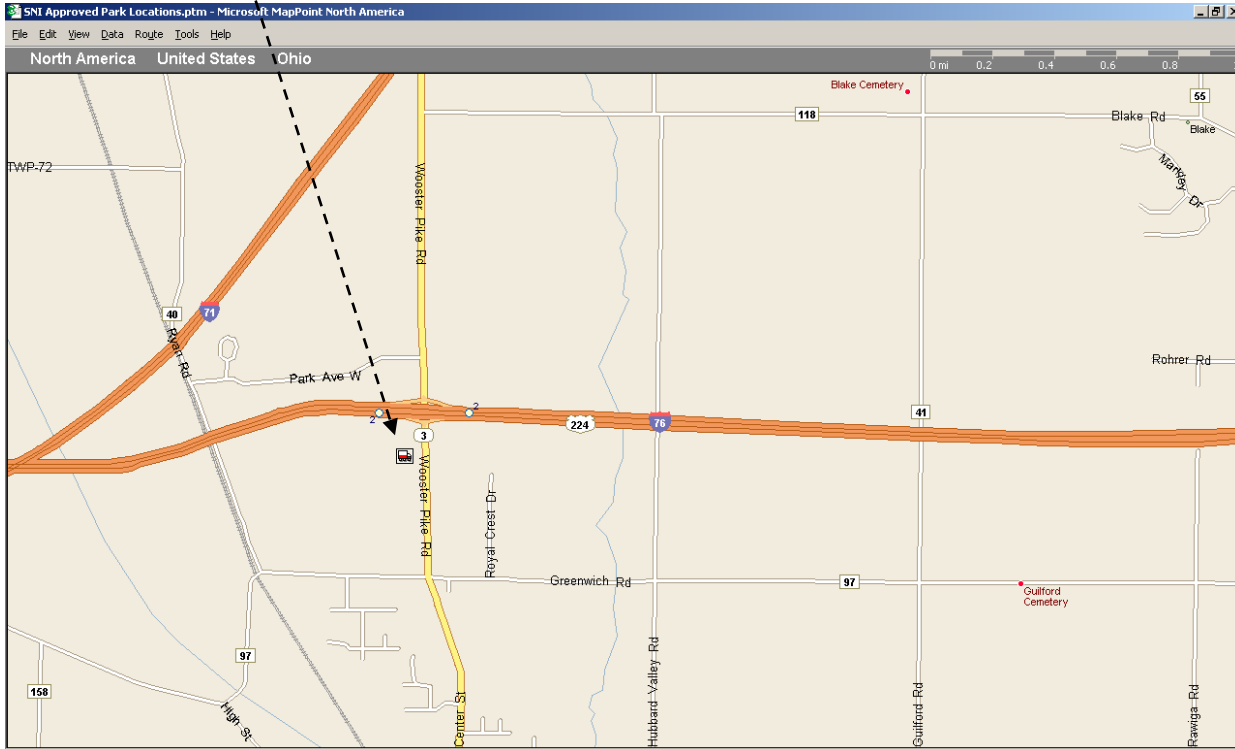 SNI Approved Park Locations.ptm - Microsoft MapPoint North America
File Edit View Data Route Tools Help
North America United States Ohio
0 mi 0.2 0.4 0.6 0.8
Blake Cemetery
55
118
Blake Rd
Blake
TWP-72
Mandey Dr
Wooster Pike Rd
40
71
Ryan Rd
Park Ave W
Rohrer Rd
2
2
3
224
76
41
Wooster Pike Rd
Royal Crest Dr
Greenwich Rd
97
Guilford
Cemetery
97
158
High St
Center St
Hubbard Valley Rd
Guilford Rd
Rawiga Rd